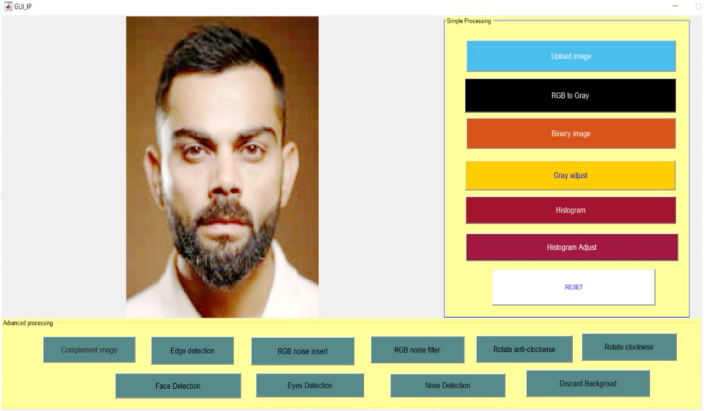 GUI_IP
Simple Processing
Upload image
RGB to Gray
Binary image
Gray adjust
Histogram
Histogram Adjust
RESET
Advanced processing
Complement image
Edge detection
RGB noise insert
RGB noise filter
Rotate anti-clockwise
Rotate clockwise
Face Detection
Eyes Detection
Nose Detection
Discard Backgroud